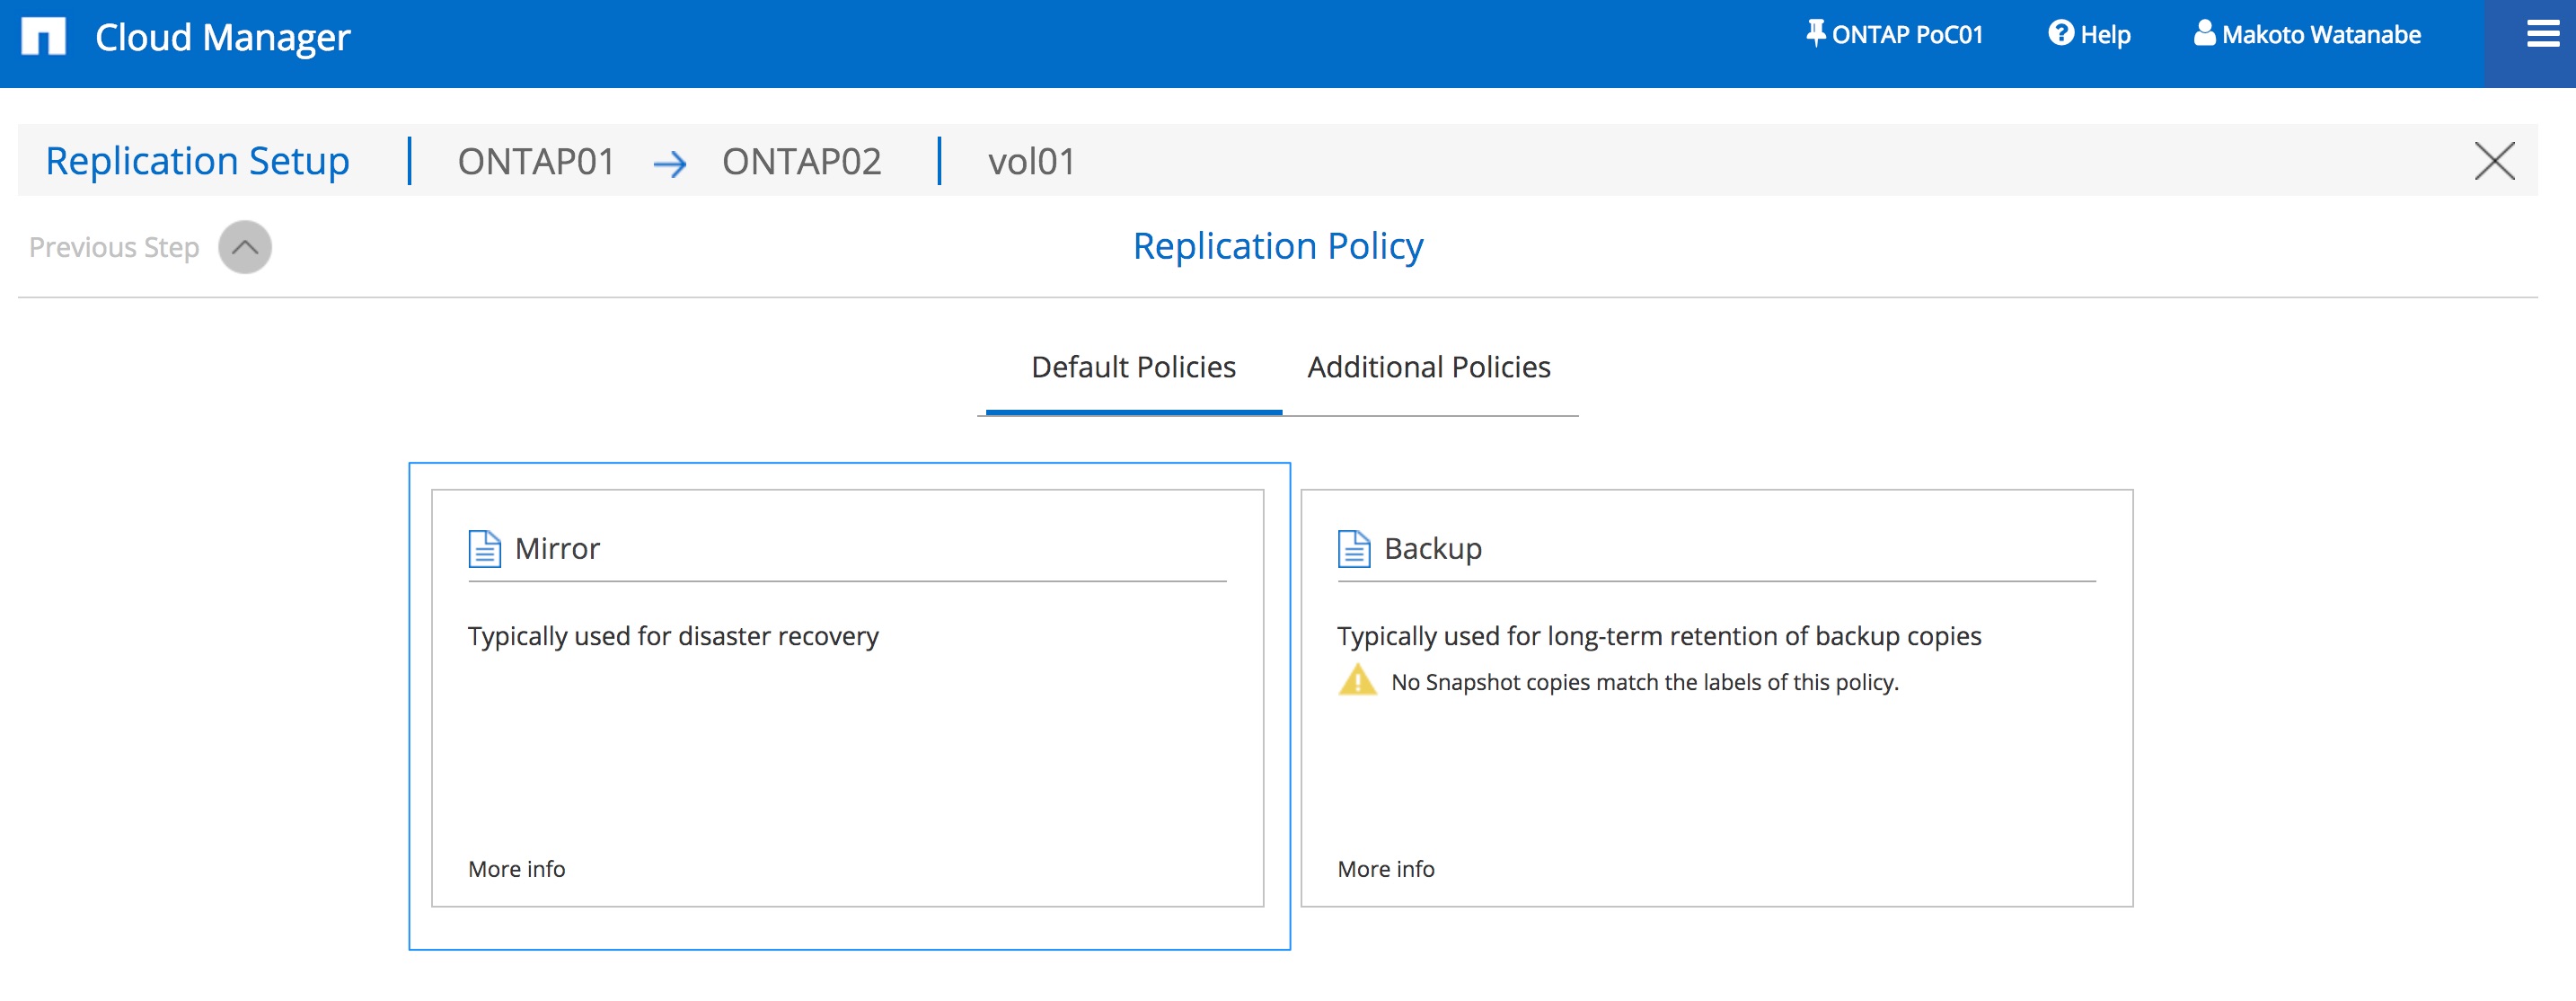 Cloud Manager
ONTAP PoC01
Help
Makoto Watanabe
Replication Setup
ONTAP01 → ONTAP02
vol01
Previous Step
Replication Policy
Default Policies
Additional Policies
Mirror
Typically used for disaster recovery
More info
Backup
Typically used for long-term retention of backup copies
No Snapshot copies match the labels of this policy.
More info